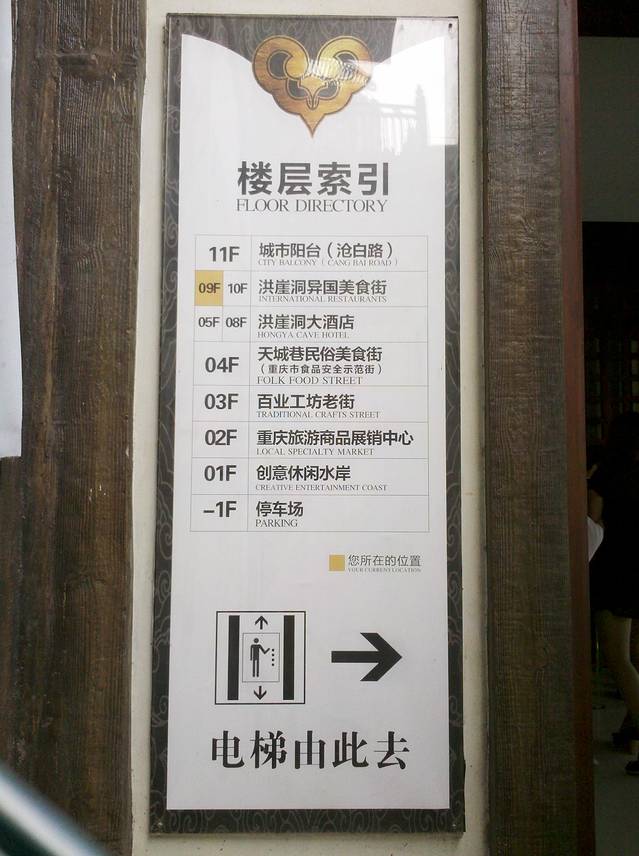 楼层索引
FLOOR DIRECTORY
11F 城市阳台（沧白路）
CITY BALCONY ( CANG BAI ROAD )
09F 10F 洪崖洞异国美食街
INTERNATIONAL RESTAURANTS
05F 08F 洪崖洞大酒店
HONGYA CAVE HOTEL
04F 天城巷民俗美食街
（重庆市食品安全示范街）
FOLK FOOD STREET
03F 百业工坊老街
TRADITIONAL CRAFTS STREET
02F 重庆旅游商品展销中心
LOCAL SPECIALTY MARKET
01F 创意休闲水岸
CREATIVE ENTERTAINMENT COAST
-1F 停车场
PARKING
您所在的位置
YOUR CURRENT LOCATION
电梯由此去